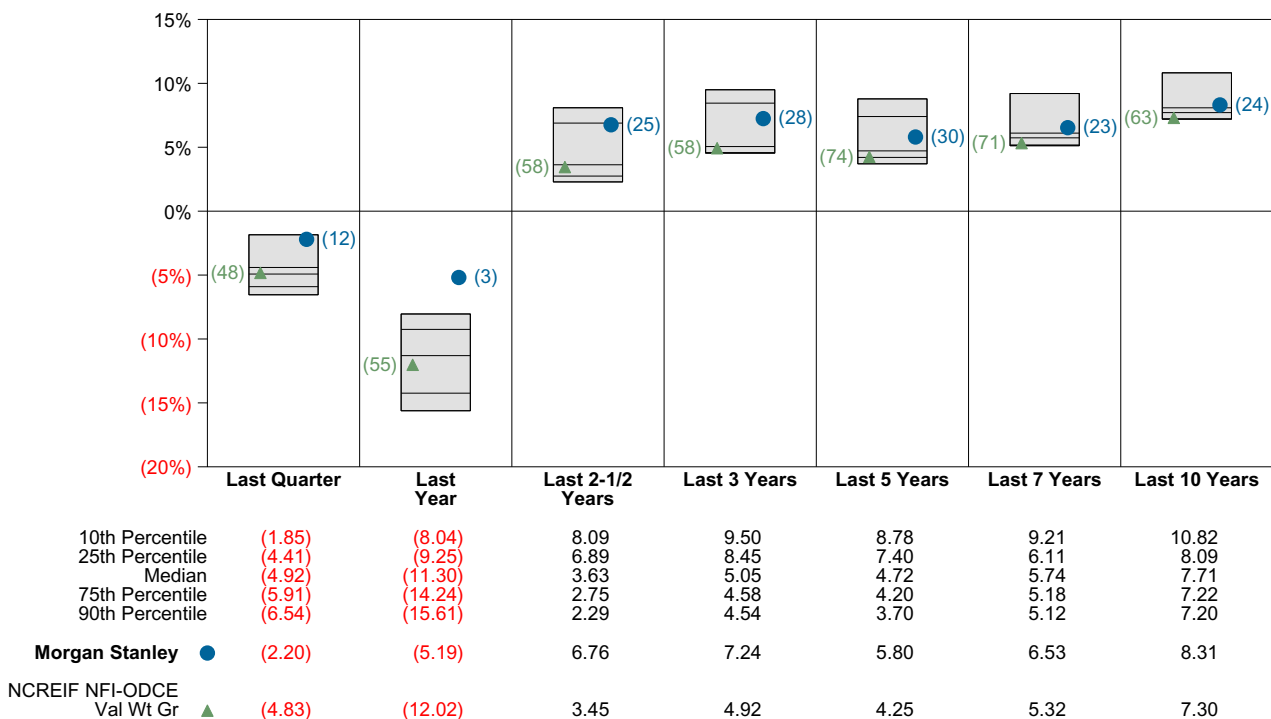 15%
10%
5%
0%
(5%)
(10%)
(15%)
(20%)
(12)
(48)
(3)
(55)
(25)
(58)
(28)
(58)
(30)
(74)
(23)
(71)
(24)
(63)
Last Quarter Last Year Last 2-1/2 Years Last 3 Years Last 5 Years Last 7 Years Last 10 Years
10th Percentile (1.85) (8.04) 8.09 9.50 8.78 9.21 10.82
25th Percentile (4.41) (9.25) 6.89 8.45 7.40 6.11 8.09
Median (4.92) (11.30) 3.63 5.05 4.72 5.74 7.71
75th Percentile (5.91) (14.24) 2.75 4.58 4.20 5.18 7.22
90th Percentile (6.54) (15.61) 2.29 4.54 3.70 5.12 7.20
Morgan Stanley (2.20) (5.19) 6.76 7.24 5.80 6.53 8.31
NCREIF NFI-ODCE
Val Wt Gr (4.83) (12.02) 3.45 4.92 4.25 5.32 7.30